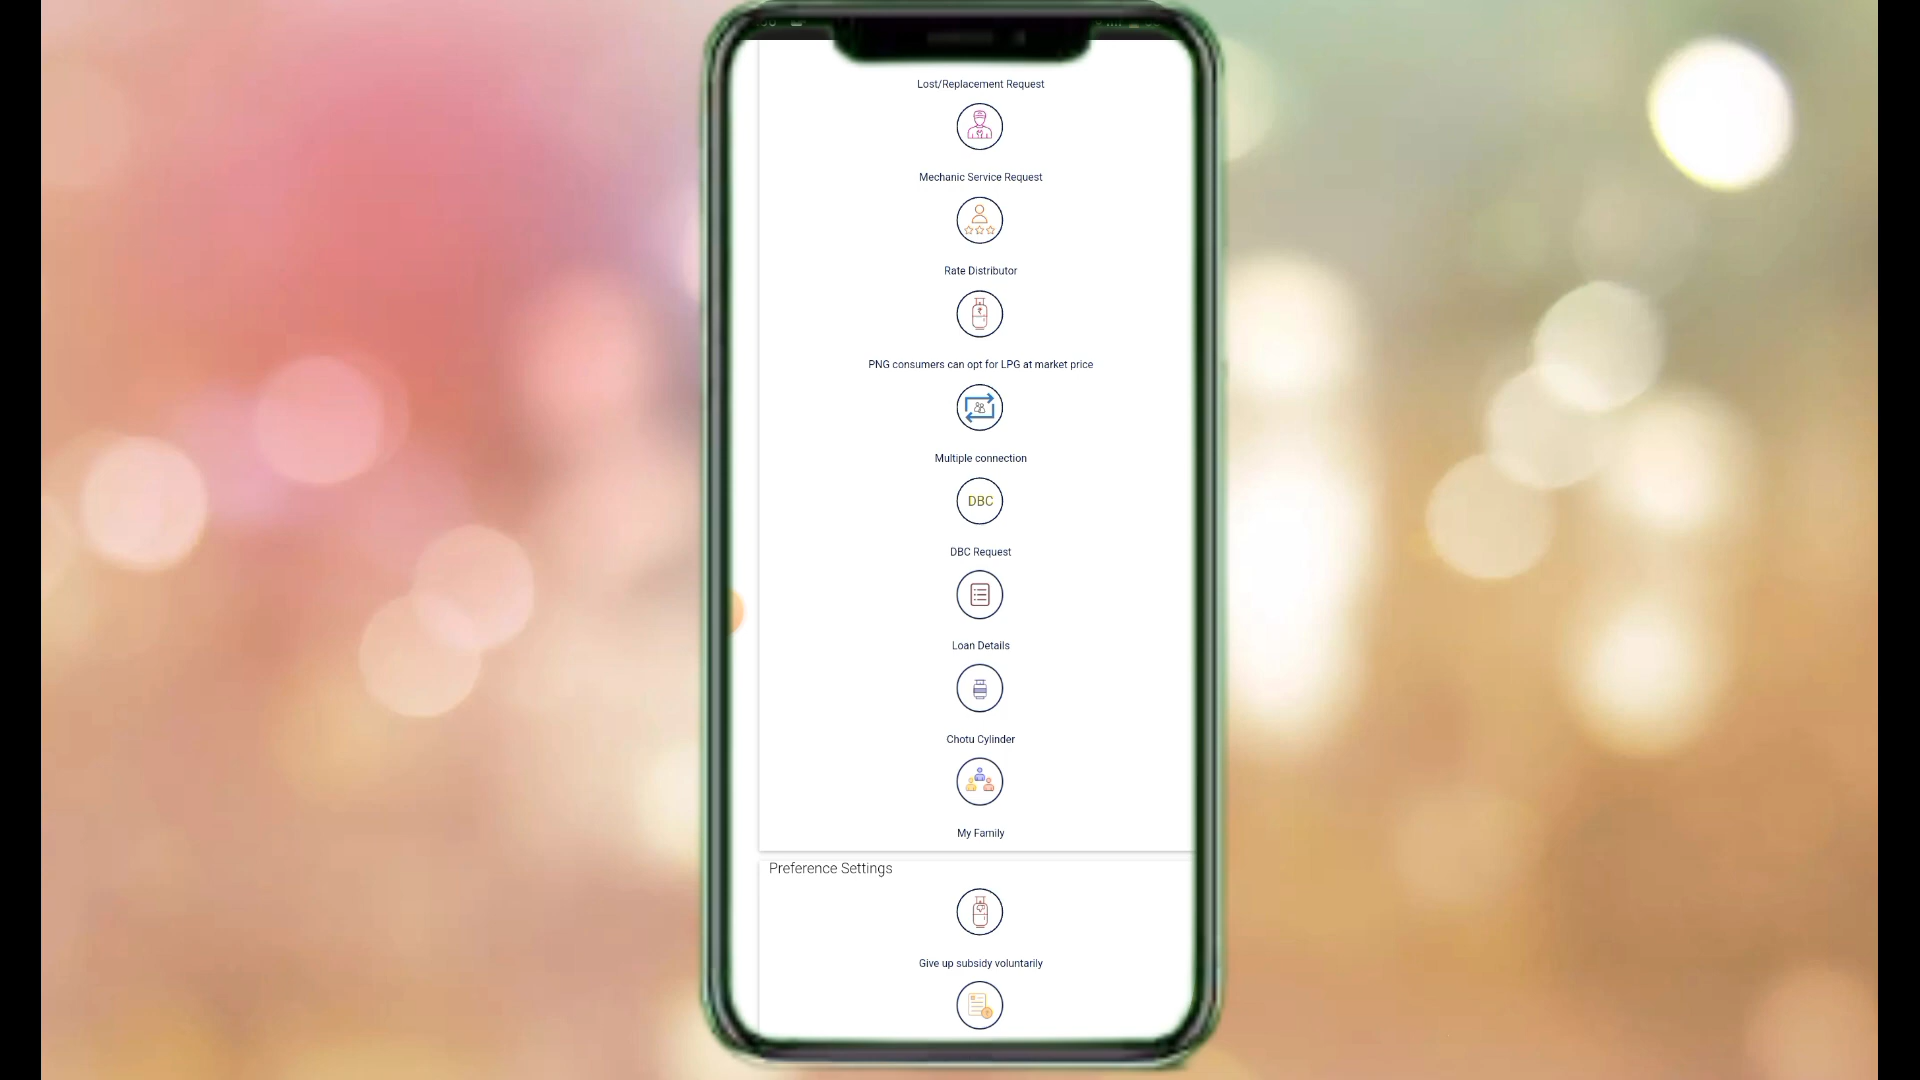 Lost/Replacement Request
Mechanic Service Request
Rate Distributor
PNG consumers can opt for LPG at market price
Multiple connection
DBC
DBC Request
Loan Details
Chotu Cylinder
My Family
Preference Settings
Give up subsidy voluntarily